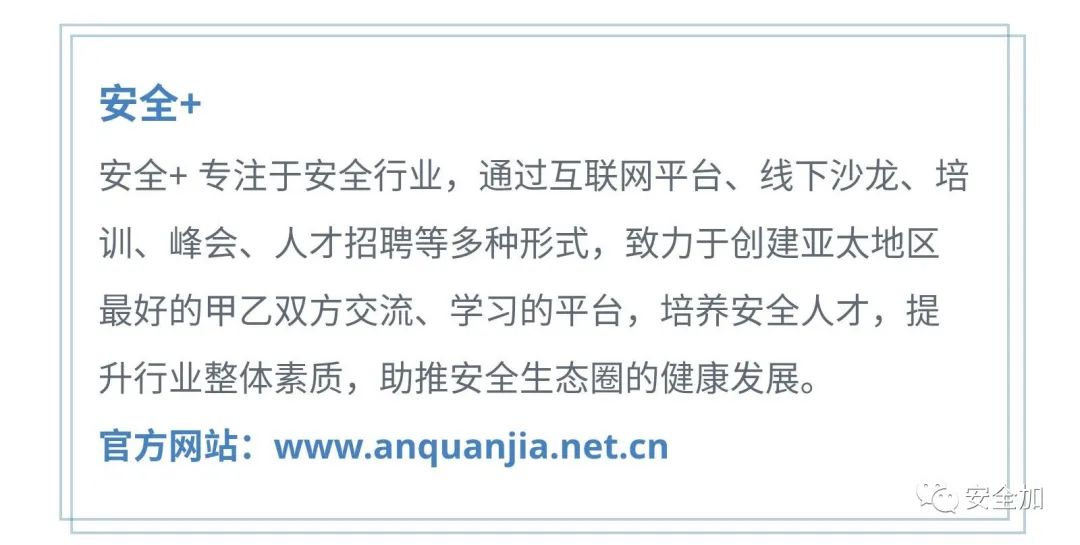 安全+
安全+ 专注于安全行业，通过互联网平台、线下沙龙、培
训、峰会、人才招聘等多种形式，致力于创建亚太地区
最好的甲乙双方交流、学习的平台，培养安全人才，提
升行业整体素质，助推安全生态圈的健康发展。
官方网站：www.anquanjia.net.cn
安全加